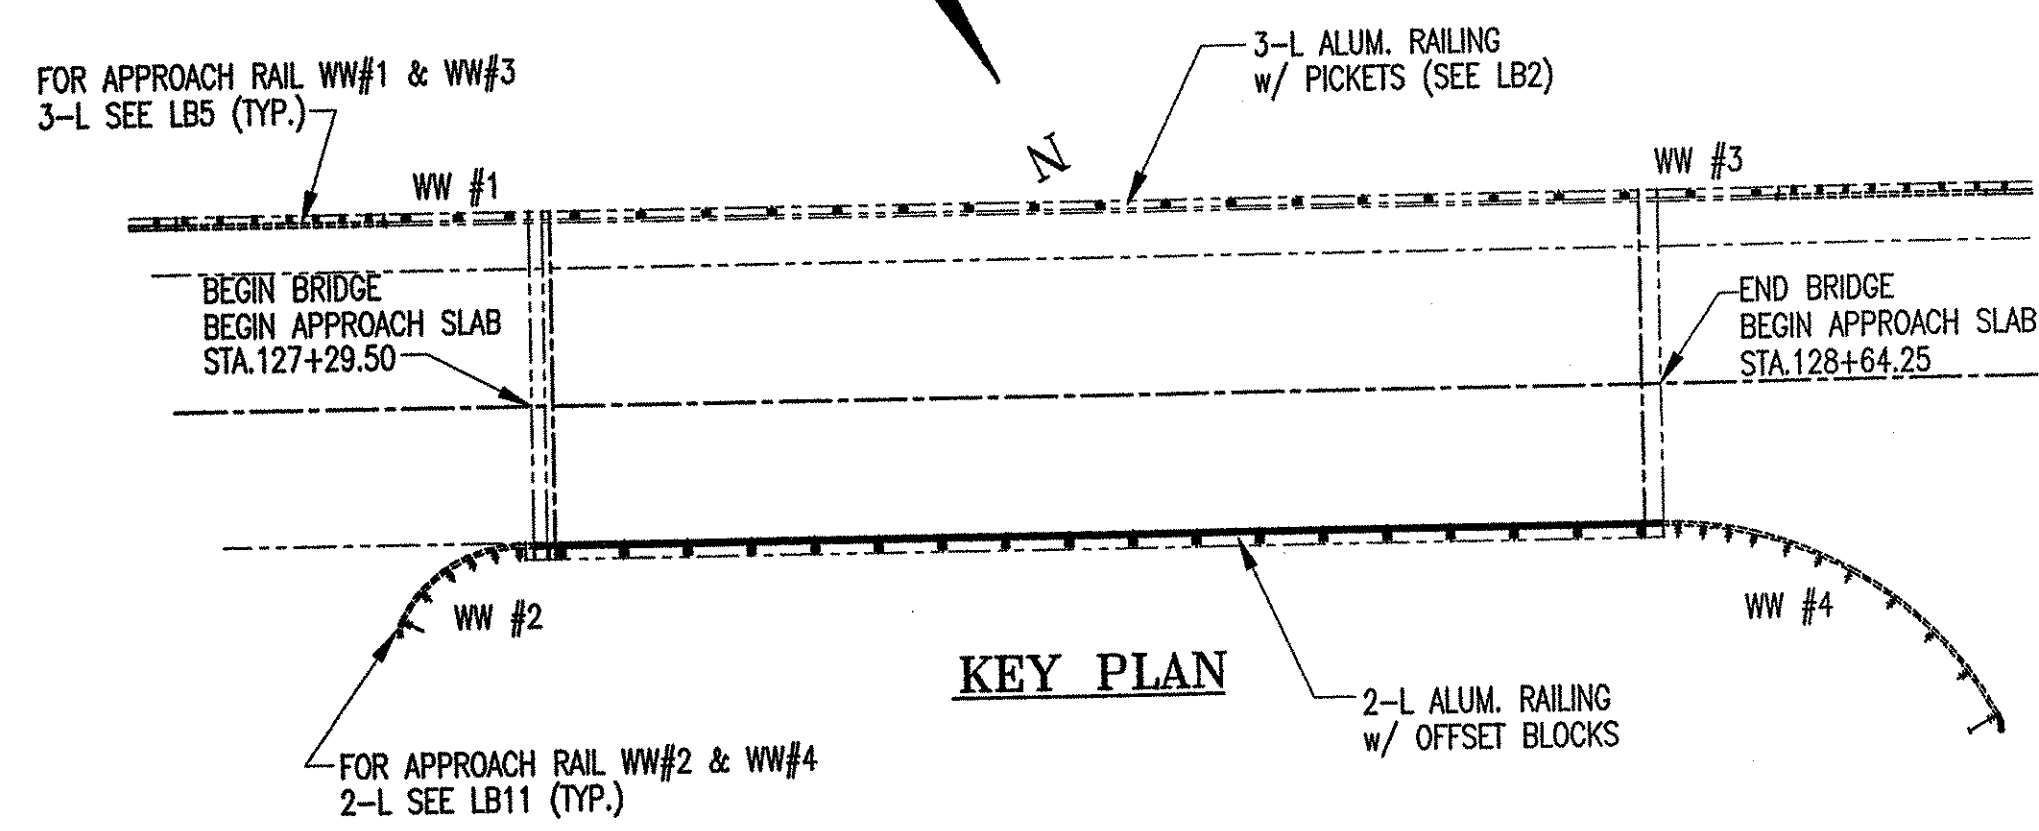 3-L ALUM. RAILING
w/ PICKETS (SEE LB2)
FOR APPROACH RAIL WW#1 & WW#3
3-L SEE LB5 (TYP.)
N
WW #1
WW #3
BEGIN BRIDGE
BEGIN APPROACH SLAB
STA.127+29.50
END BRIDGE
BEGIN APPROACH SLAB
STA.128+64.25
WW #2
WW #4
KEY PLAN
2-L ALUM. RAILING
w/ OFFSET BLOCKS
FOR APPROACH RAIL WW#2 & WW#4
2-L SEE LB11 (TYP.)